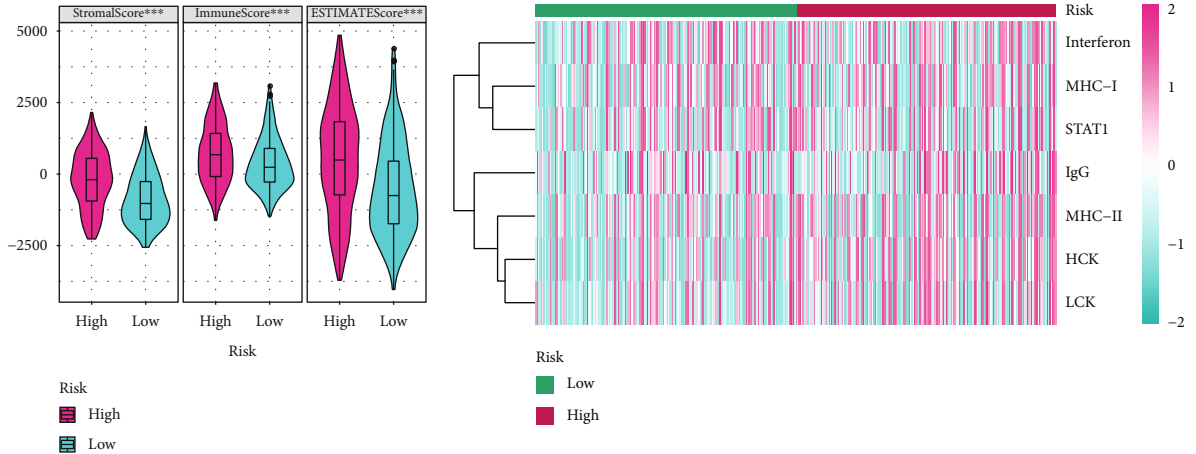 StromalScore***
ImmuneScore***
ESTIMATEScore***
5000
2500
0
−2500
High
Low
High
Low
High
Low
Risk
Risk
High
Low
Risk
Interferon
MHC−I
STAT1
IgG
MHC−II
HCK
LCK
2
1
0
−1
−2
Risk
Low
High